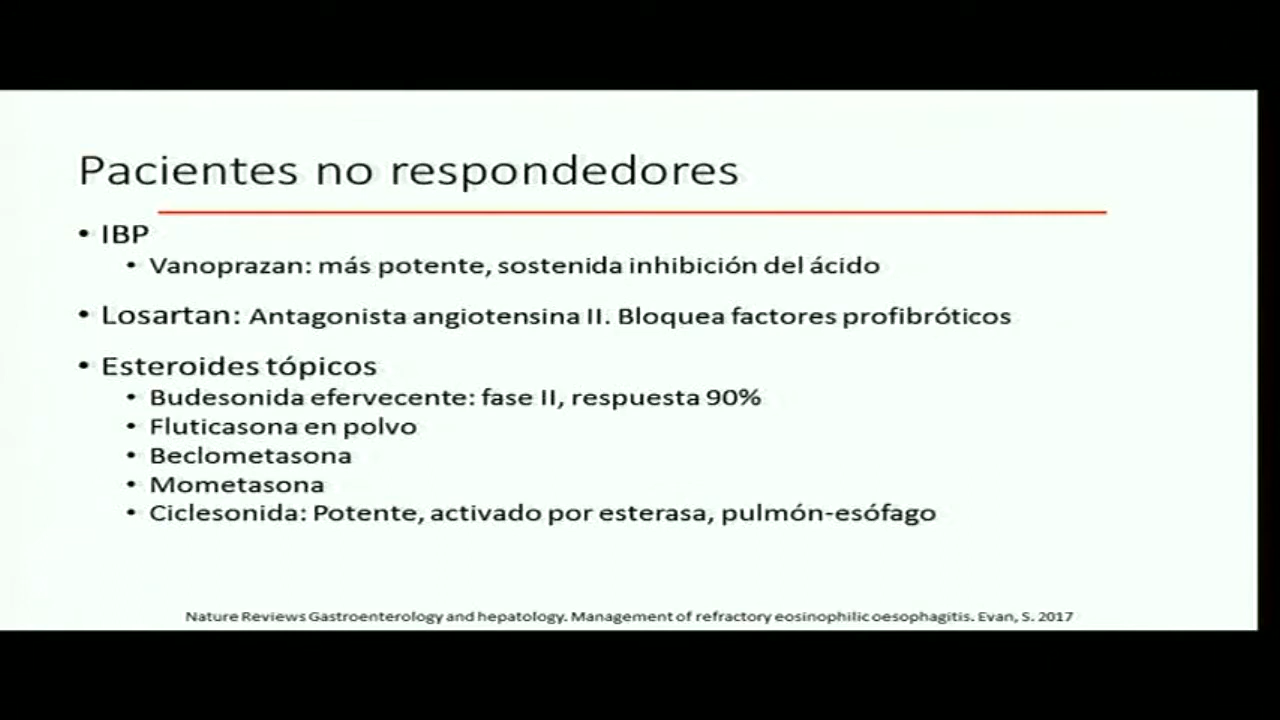 Pacientes no respondedores
• IBP
• Vanoprazan: más potente, sostenida inhibición del ácido
• Losartan: Antagonista angiotensina II. Bloquea factores profibróticos
• Esteroides tópicos
• Budesonida efervecente: fase II, respuesta 90%
• Fluticasona en polvo
• Beclometasona
• Mometasona
• Ciclesonida: Potente, activado por esterasa, pulmón-esófago
Nature Reviews Gastroenterology and hepatology. Management of refractory eosinophilic oesophagitis. Evan, S. 2017